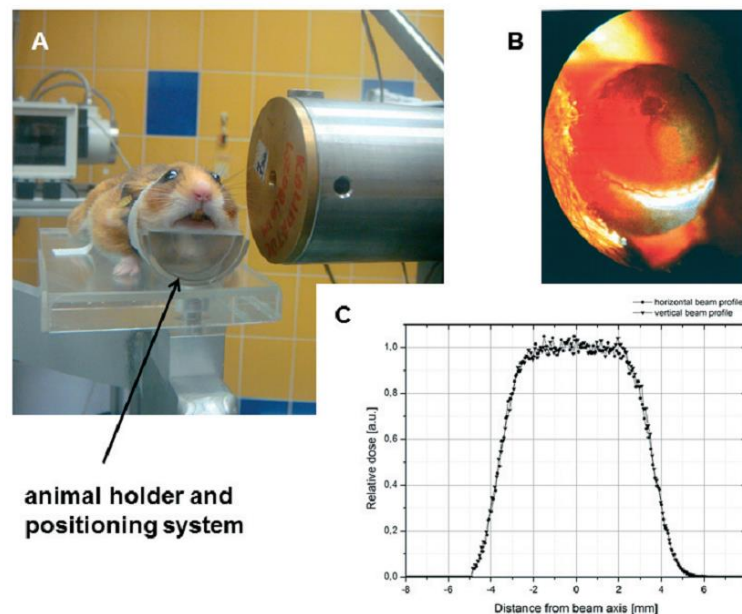 A
B
animal holder and
positioning system
C
horizontal beam profile
vertical beam profile
Relative dose [a.u.]
1,0
0,8
0,6
0,4
0,2
0,0
-8
-6
-4
-2
0
2
4
6
8
Distance from beam axis [mm]